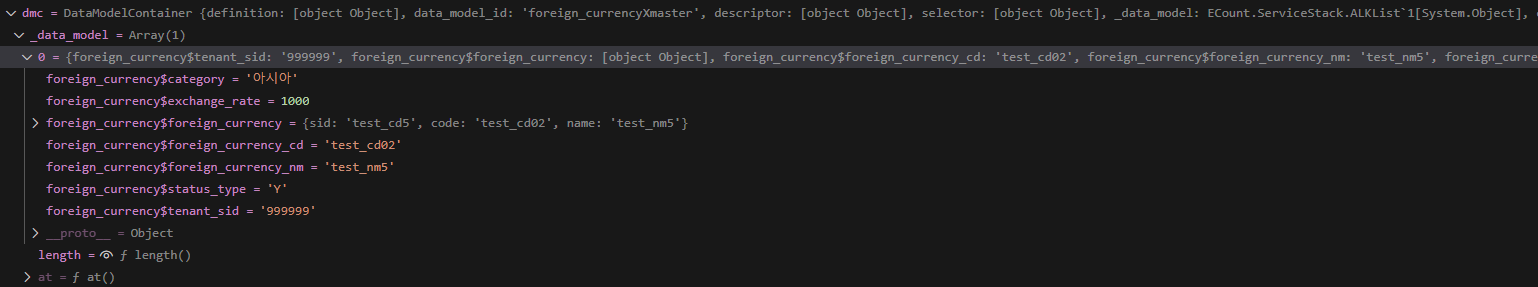 dmc = DataModelContainer {definition: [object Object], data_model_id: 'foreign_currencyXmaster', descriptor: [object Object], selector: [object Object], _data_model: ECount.ServiceStack.ALKList`1[System.Object],
_data_model = Array(1)
0 = {foreign_currency$tenant_sid: '999999', foreign_currency$foreign_currency: [object Object], foreign_currency$foreign_currency_cd: 'test_cd02', foreign_currency$foreign_currency_nm: 'test_nm5', foreign_curre
foreign_currency$category = '아시아'
foreign_currency$exchange_rate = 1000
foreign_currency$foreign_currency = {sid: 'test_cd5', code: 'test_cd02', name: 'test_nm5'}
foreign_currency$foreign_currency_cd = 'test_cd02'
foreign_currency$foreign_currency_nm = 'test_nm5'
foreign_currency$status_type = 'Y'
foreign_currency$tenant_sid = '999999'
__proto__ = Object
length = ƒ length()
at = ƒ at()